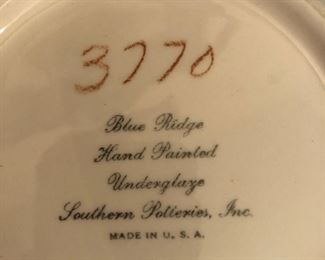 3770
Blue Ridge
Hand Painted
Underglaze
Southern Potteries, Inc.
MADE IN U. S. A.